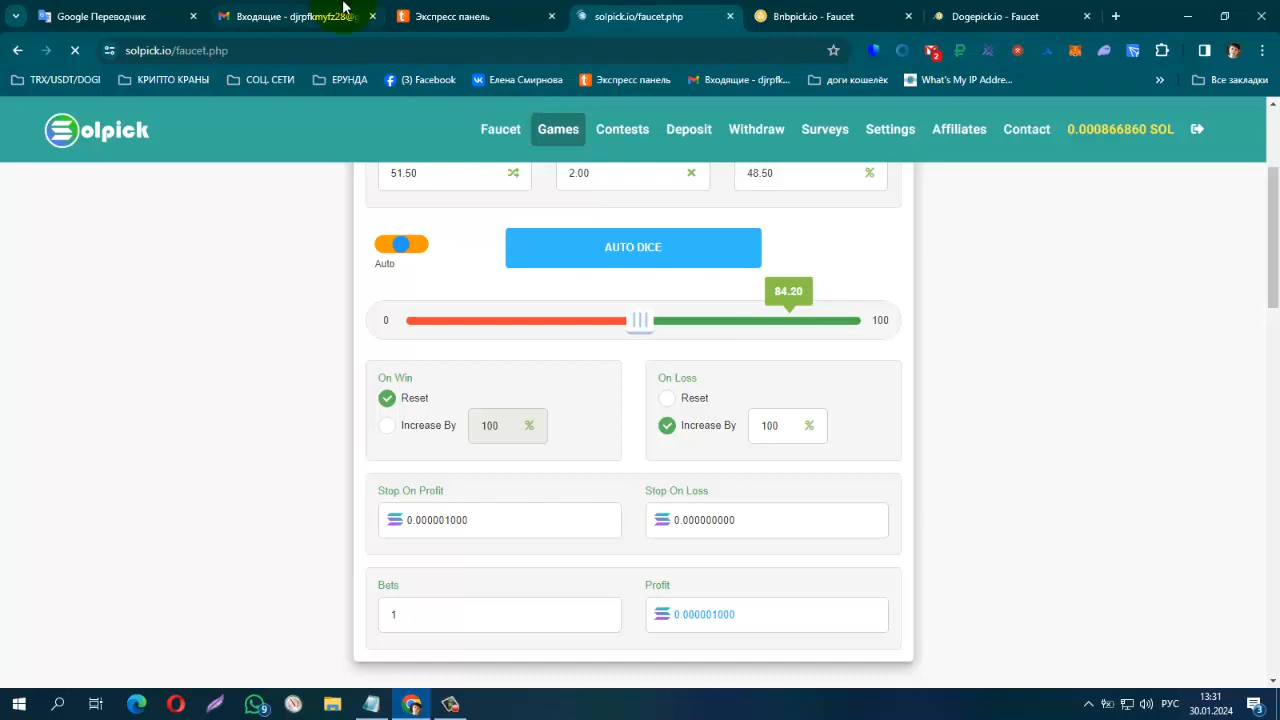 Google Переводчик
Входящие - djrpfkmyfz28@
Экспресс панель
solpick.io/faucet.php
Bnbpick.io - Faucet
Dogepick.io - Faucet
solpick.io/faucet.php
2
TRX/USDT/DOGI
КРИПТО КРАНЫ
СОЦ. СЕТИ
ЕРУНДА
(3) Facebook
Елена Смирнова
Экспресс панель
Входящие - djrpfk...
доги кошелёк
What's My IP Addre...
Все закладки
Solpick
Faucet
Games
Contests
Deposit
Withdraw
Surveys
Settings
Affiliates
Contact
0.000866860 SOL
51.50
2.00
48.50
%
Auto
AUTO DICE
84.20
0
100
On Win
Reset
Increase By
100
%
On Loss
Reset
Increase By
100
%
Stop On Profit
0.000001000
Stop On Loss
0.000000000
Bets
1
Profit
0.000001000
9
РУС
13:31
30.01.2024
3